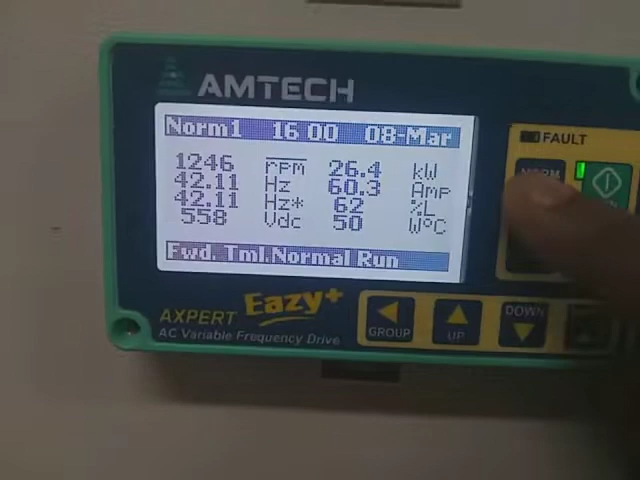 AMTECH
Norm1 16:00 08-Mar
1246 rpm 26.4 kW
42.11 Hz 60.3 Amp
42.11 Hz* 62 %L
558 Vdc 50 WºC
Fwd. Tml.Normal Run
FAULT
NORM
AXPERT Eazy+
AC Variable Frequency Drive
GROUP
UP
DOWN